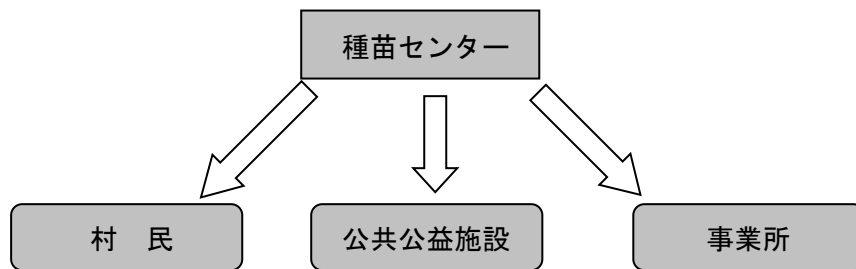 種苗センター
村　民
公共公益施設
事業所